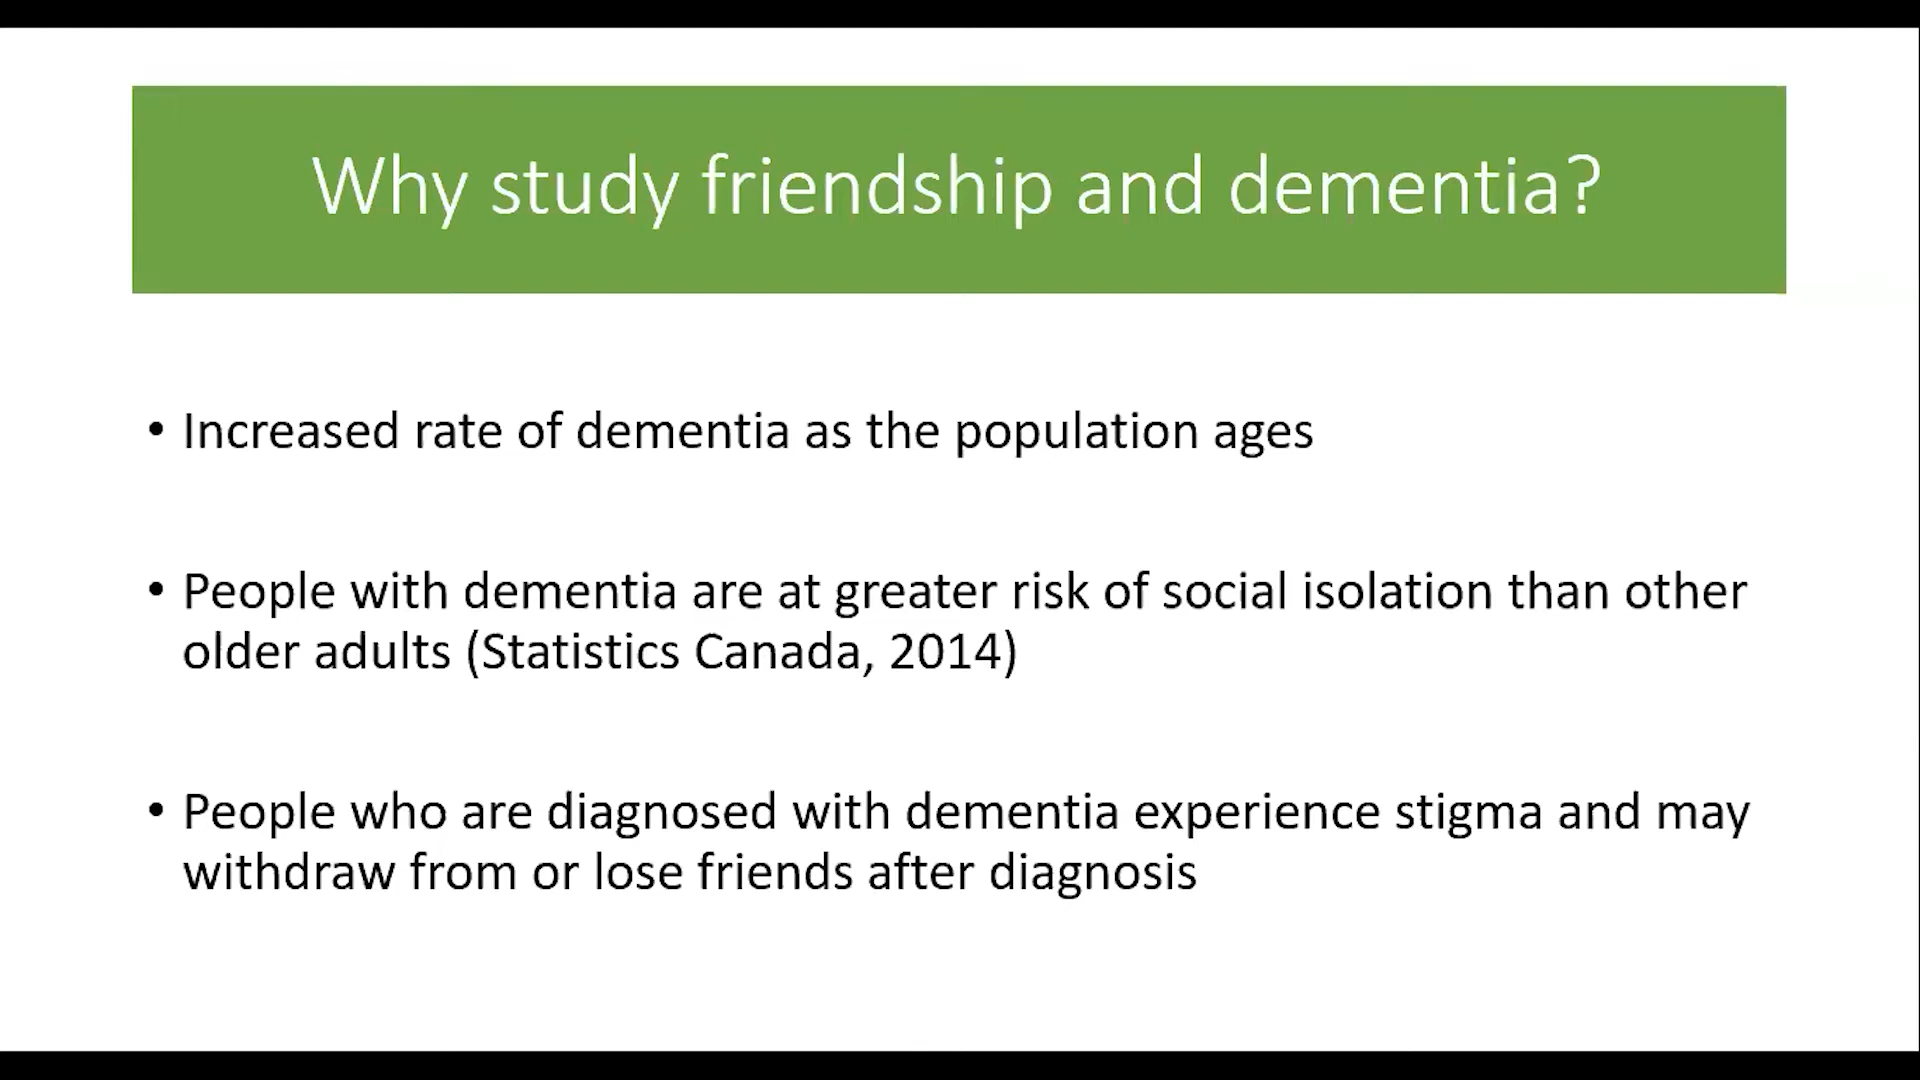 Why study friendship and dementia?
• Increased rate of dementia as the population ages
• People with dementia are at greater risk of social isolation than other
older adults (Statistics Canada, 2014)
• People who are diagnosed with dementia experience stigma and may
withdraw from or lose friends after diagnosis